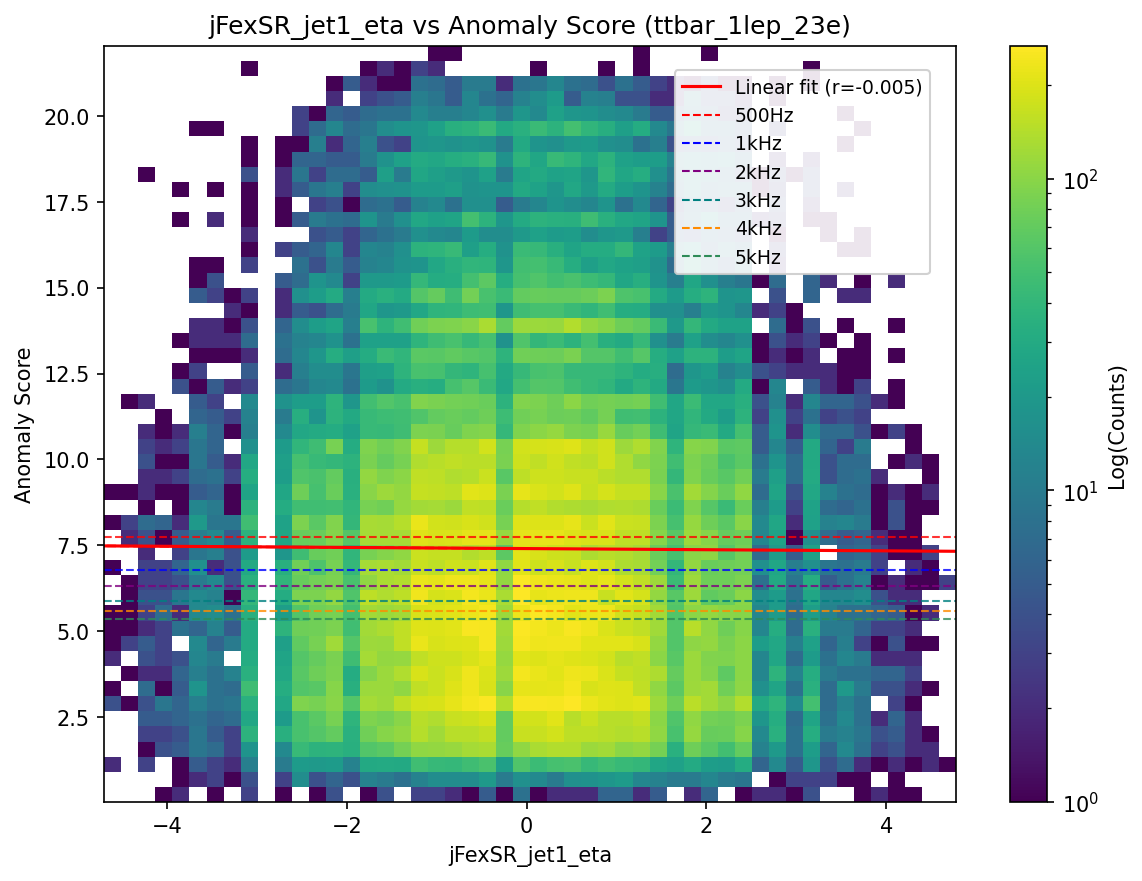 jFexSR_jet1_eta vs Anomaly Score (ttbar_1lep_23e)
Linear fit (r=-0.005)
500Hz
1kHz
2kHz
3kHz
4kHz
5kHz
20.0
17.5
15.0
12.5
10.0
7.5
5.0
2.5
Anomaly Score
−4
−2
0
2
4
jFexSR_jet1_eta
10²
10¹
10⁰
Log(Counts)